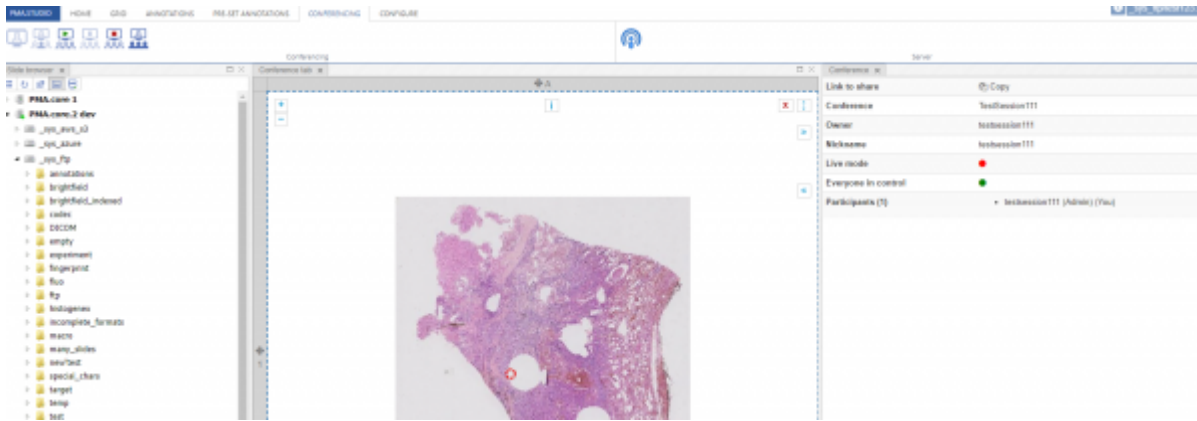 PMA.STUDIO HOME GRID ANNOTATIONS PRE-SET ANNOTATIONS CONFERENCING CONFIGURE
Conferencing
Server
Slide browser x
Conference tab x
Conference x
A
1
i
x
PMA.core 1
PMA.core.2 dev
_sys_aws_s3
_sys_azure
_sys_ftp
annotations
brightfield
brightfield_indexed
codec
DICOM
empty
experiment
fingerprint
fluo
ftp
histogenex
incomplete_formats
macro
many_slides
newTest
special_chars
target
temp
test
Link to share Copy
Conference TestSession111
Owner testsession111
Nickname testsession111
Live mode
Everyone in control
Participants (1) testsession111 (Admin) (You)